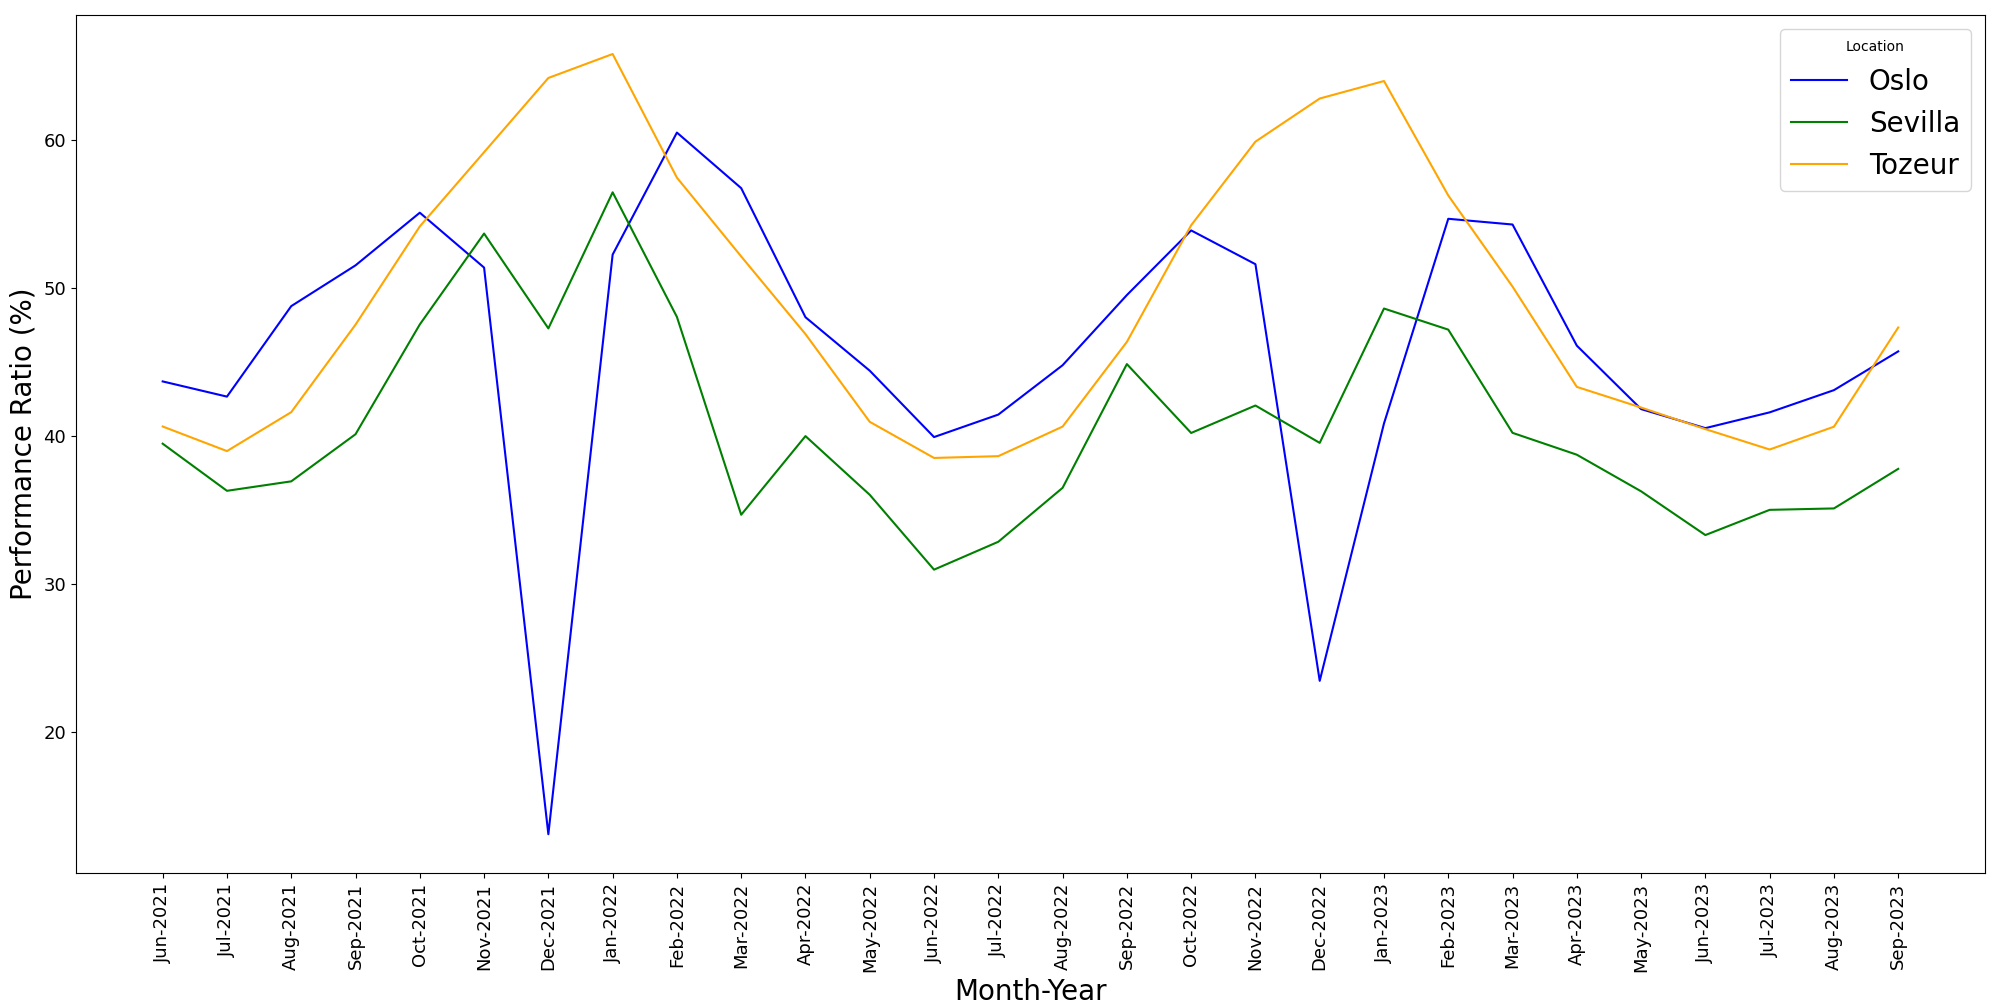 Location
Oslo
Sevilla
Tozeur
Performance Ratio (%)
60
50
40
30
20
Jun-2021
Jul-2021
Aug-2021
Sep-2021
Oct-2021
Nov-2021
Dec-2021
Jan-2022
Feb-2022
Mar-2022
Apr-2022
May-2022
Jun-2022
Jul-2022
Aug-2022
Sep-2022
Oct-2022
Nov-2022
Dec-2022
Jan-2023
Feb-2023
Mar-2023
Apr-2023
May-2023
Jun-2023
Jul-2023
Aug-2023
Sep-2023
Month-Year